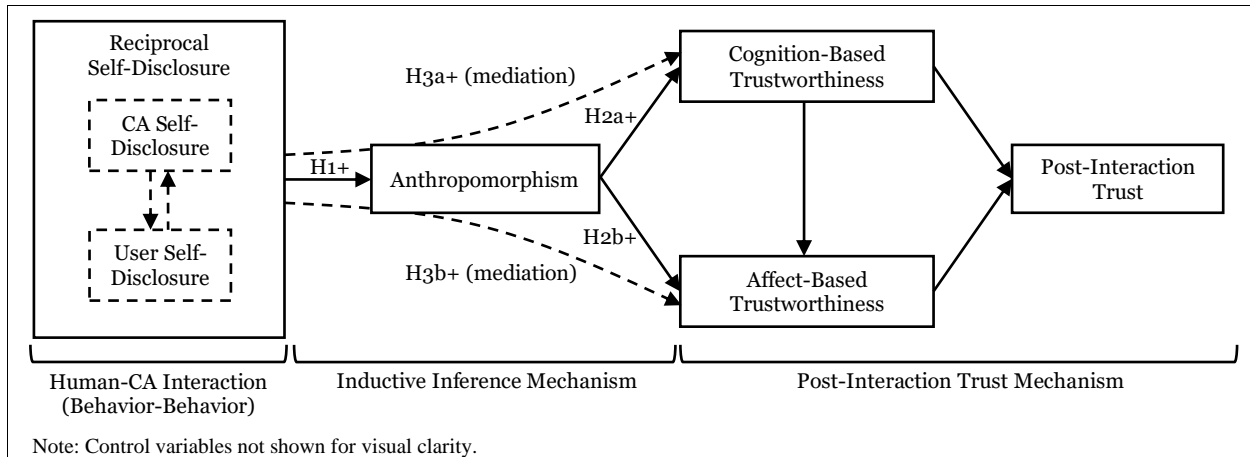 Reciprocal
Self-Disclosure
CA Self-
Disclosure
User Self-
Disclosure
H1+
H3a+ (mediation)
H3b+ (mediation)
Anthropomorphism
H2a+
H2b+
Cognition-Based
Trustworthiness
Affect-Based
Trustworthiness
Post-Interaction
Trust
Human-CA Interaction
(Behavior-Behavior)
Inductive Inference Mechanism
Post-Interaction Trust Mechanism
Note: Control variables not shown for visual clarity.